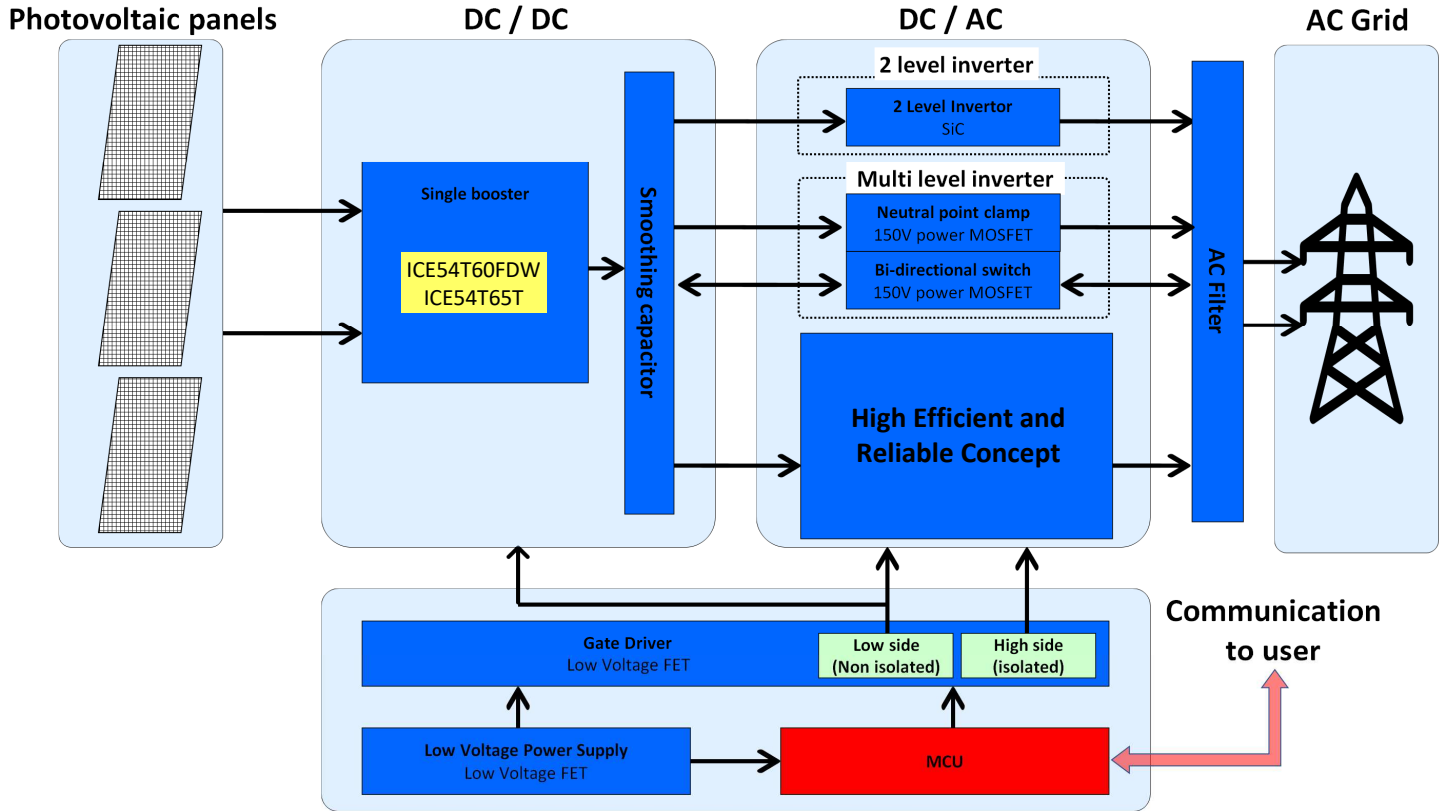 Photovoltaic panels
DC / DC
DC / AC
AC Grid
2 level inverter
2 Level Invertor
SiC
Single booster
ICE54T60FDW
ICE54T65T
Smoothing capacitor
Multi level inverter
Neutral point clamp
150V power MOSFET
Bi-directional switch
150V power MOSFET
AC Filter
High Efficient and
Reliable Concept
Gate Driver
Low Voltage FET
Low side
(Non isolated)
High side
(isolated)
Communication
to user
Low Voltage Power Supply
Low Voltage FET
MCU